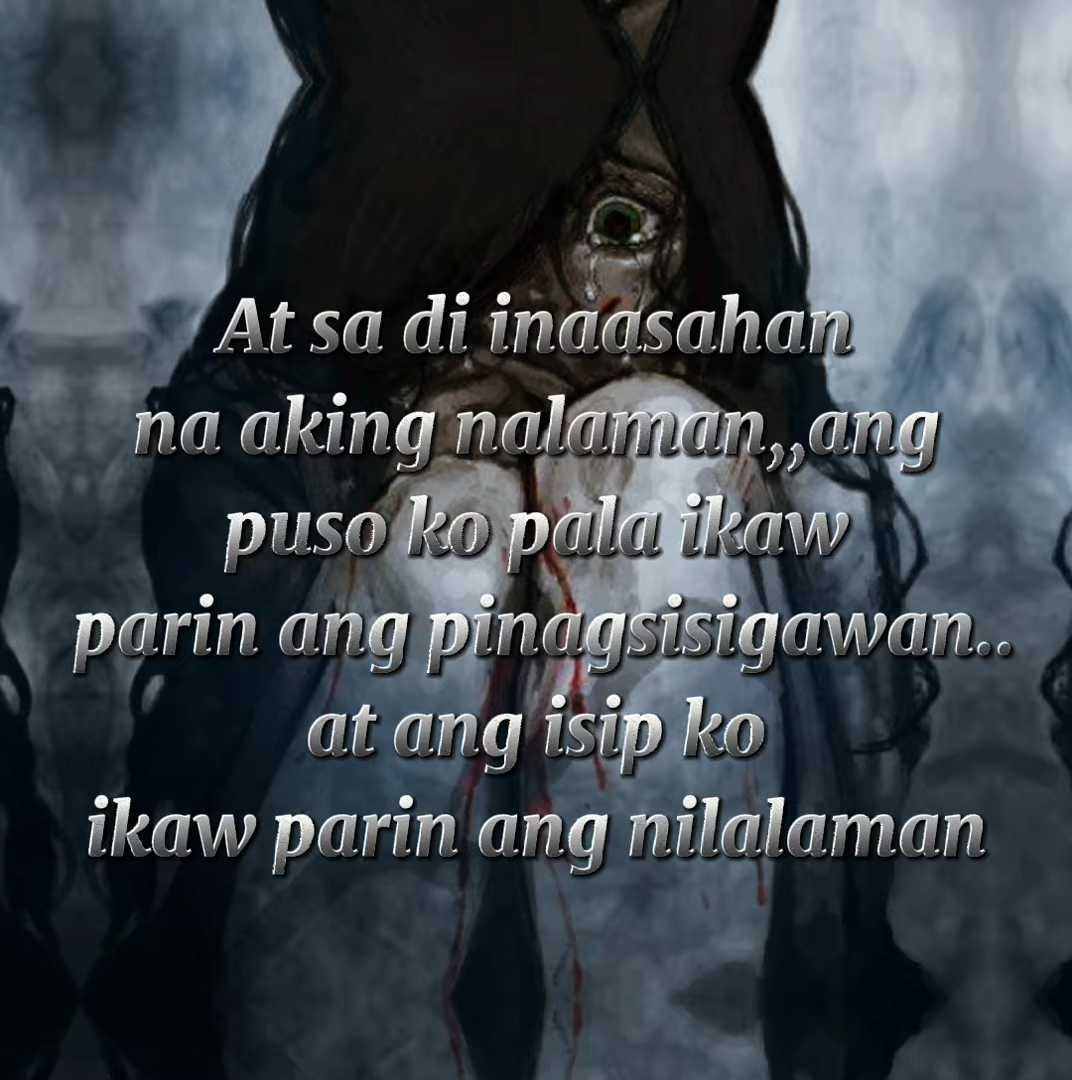 At sa di inaasahan
na aking nalaman,,ang
puso ko pala ikaw
parin ang pinagsisigawan..
at ang isip ko
ikaw parin ang nilalaman